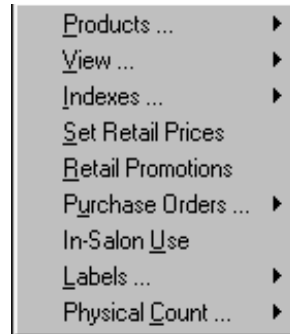 Products ...
View ...
Indexes ...
Set Retail Prices
Retail Promotions
Purchase Orders ...
In-Salon Use
Labels ...
Physical Count ...